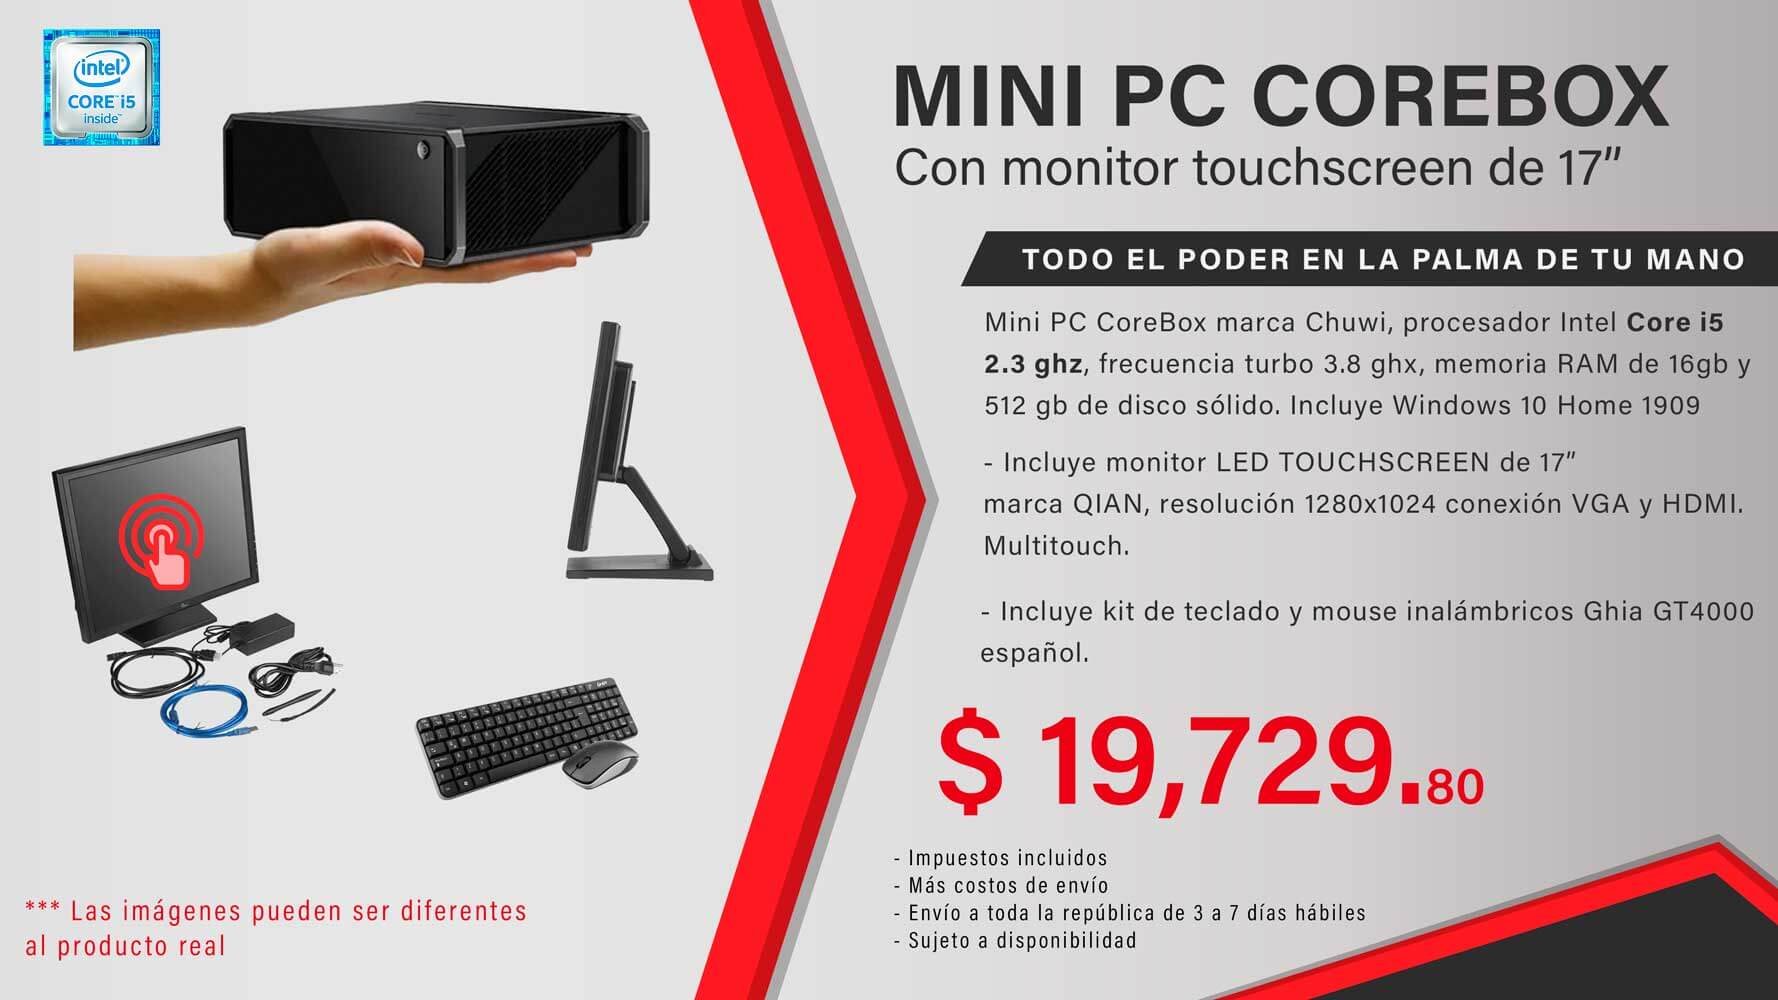 intel
CORE i5
inside
MINI PC COREBOX
Con monitor touchscreen de 17"
TODO EL PODER EN LA PALMA DE TU MANO
Mini PC CoreBox marca Chuwi, procesador Intel Core i5
2.3 ghz, frecuencia turbo 3.8 ghx, memoria RAM de 16gb y
512 gb de disco sólido. Incluye Windows 10 Home 1909
- Incluye monitor LED TOUCHSCREEN de 17"
marca QIAN, resolución 1280x1024 conexión VGA y HDMI.
Multitouch.
- Incluye kit de teclado y mouse inalámbricos Ghia GT4000
español.
$ 19,729.80
- Impuestos incluidos
- Más costos de envío
- Envío a toda la república de 3 a 7 días hábiles
- Sujeto a disponibilidad
*** Las imágenes pueden ser diferentes
al producto real